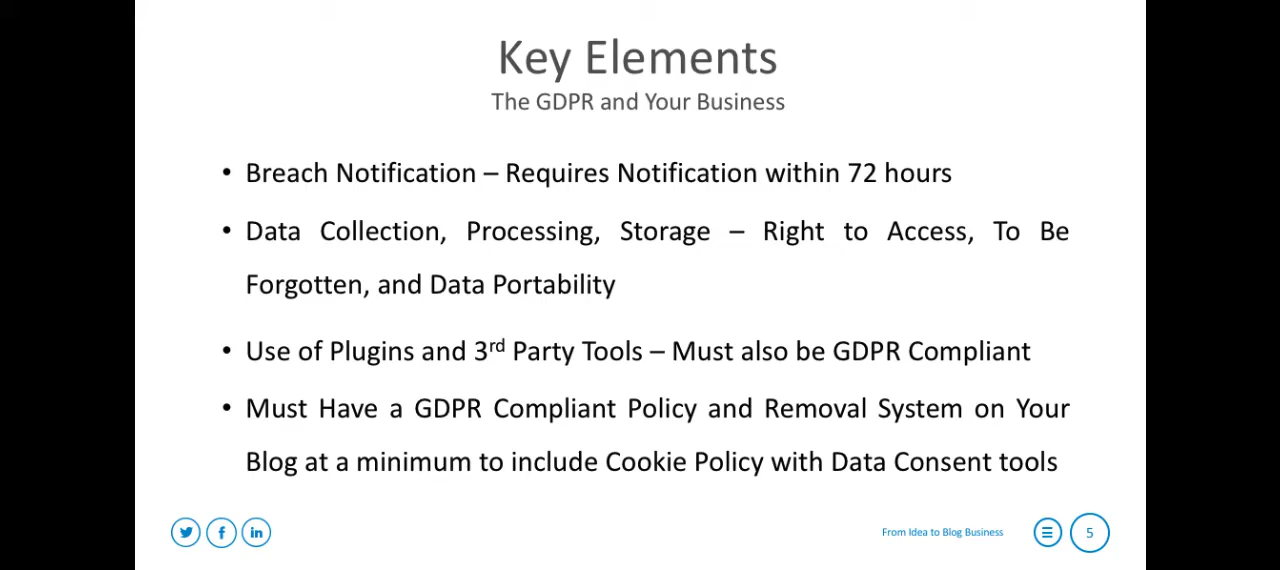 Key Elements
The GDPR and Your Business
• Breach Notification – Requires Notification within 72 hours
• Data Collection, Processing, Storage – Right to Access, To Be
Forgotten, and Data Portability
• Use of Plugins and 3rd Party Tools – Must also be GDPR Compliant
• Must Have a GDPR Compliant Policy and Removal System on Your
Blog at a minimum to include Cookie Policy with Data Consent tools
f in From Idea to Blog Business 5